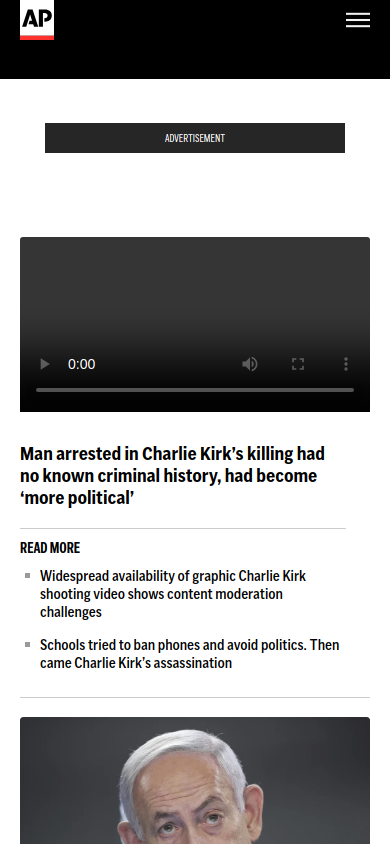 AP
ADVERTISEMENT
0:00
Man arrested in Charlie Kirk’s killing had
no known criminal history, had become
‘more political’
READ MORE
Widespread availability of graphic Charlie Kirk
shooting video shows content moderation
challenges
Schools tried to ban phones and avoid politics. Then
came Charlie Kirk’s assassination